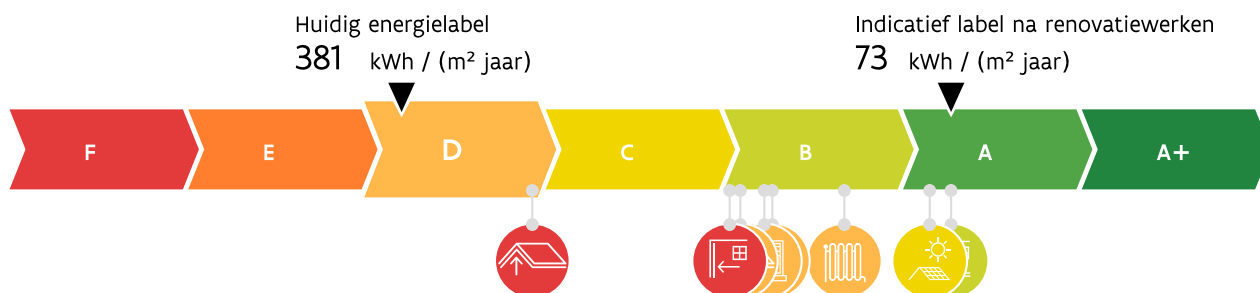 Huidig energielabel
381 kWh / (m² jaar)
Indicatief label na renovatiewerken
73 kWh / (m² jaar)
F E D C B A A+